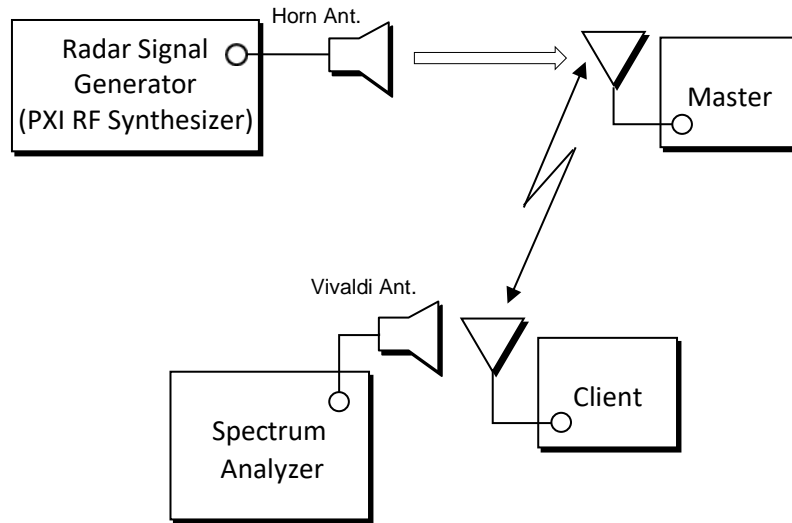 Horn Ant.
Radar Signal
Generator
(PXI RF Synthesizer)
Master
Vivaldi Ant.
Client
Spectrum
Analyzer